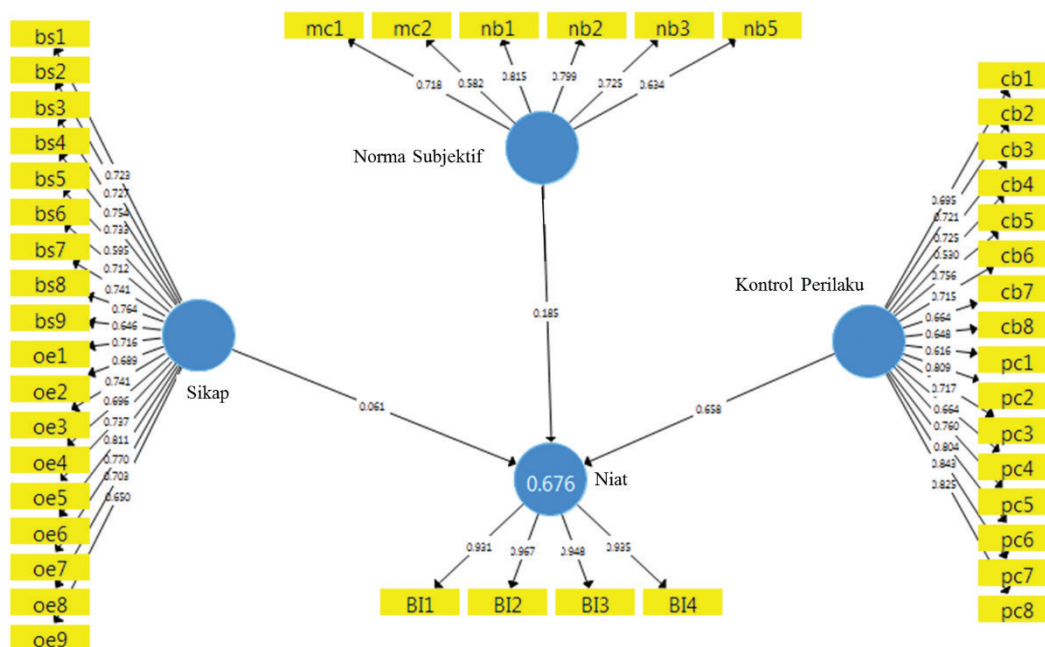 bs1
bs2
bs3
bs4
bs5
bs6
bs7
bs8
bs9
oe1
oe2
oe3
oe4
oe5
oe6
oe7
oe8
oe9
0.723
0.727
0.754
0.733
0.595
0.712
0.741
0.764
0.646
0.716
0.689
0.741
0.696
0.737
0.811
0.770
0.703
0.650
Sikap
0.061
mc1
mc2
nb1
nb2
nb3
nb5
0.718
0.582
0.815
0.799
0.725
0.634
Norma Subjektif
0.185
cb1
cb2
cb3
cb4
cb5
cb6
cb7
cb8
pc1
pc2
pc3
pc4
pc5
pc6
pc7
pc8
0.695
0.721
0.725
0.530
0.756
0.715
0.664
0.648
0.616
0.809
0.717
0.664
0.760
0.804
0.843
0.825
Kontrol Perilaku
0.658
0.676
Niat
0.931
0.967
0.948
0.935
BI1
BI2
BI3
BI4